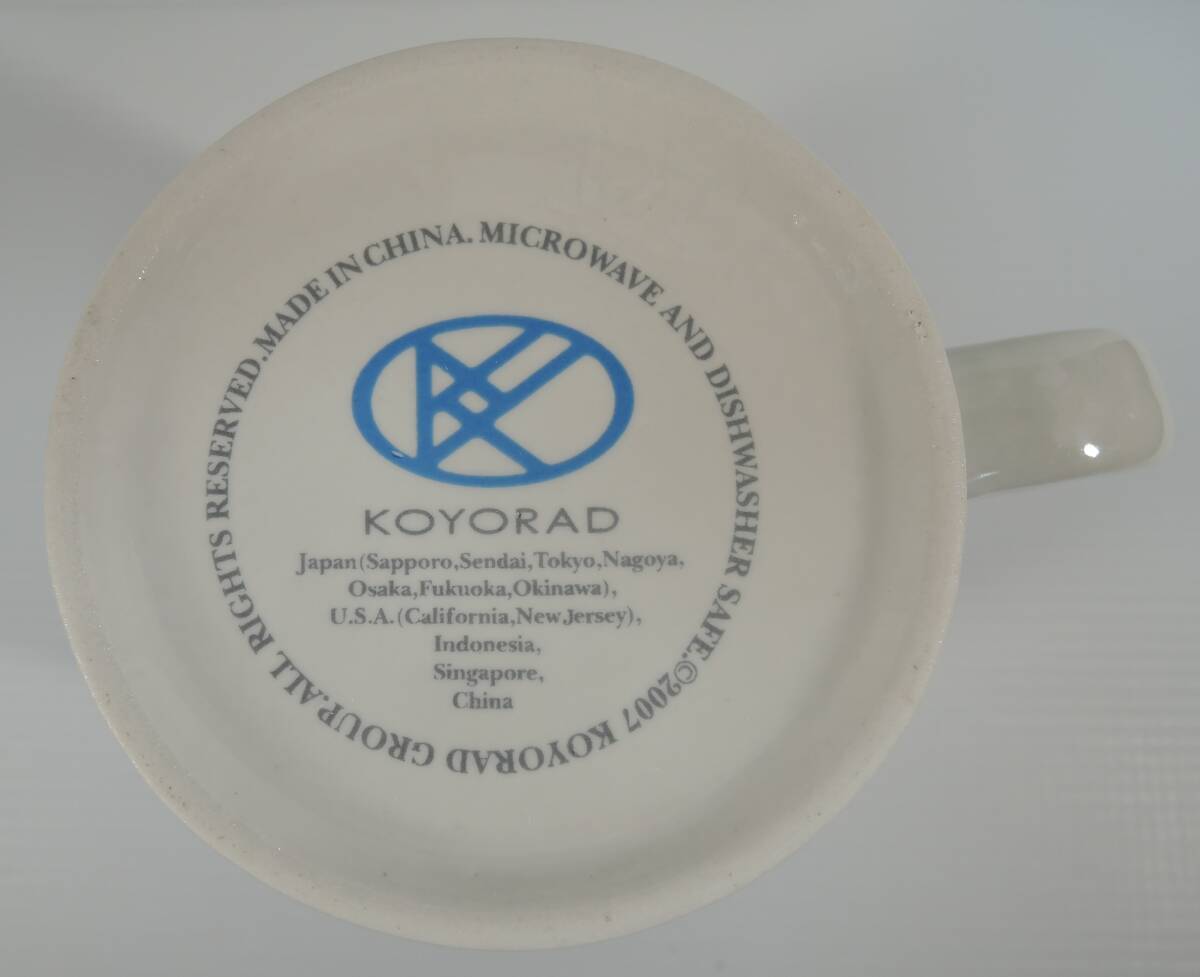 MADE IN CHINA. MICROWAVE AND DISHWASHER SAFE.©2007 KOYORAD GROUP.ALL RIGHTS RESERVED.
KOYORAD
Japan(Sapporo,Sendai,Tokyo,Nagoya,
Osaka,Fukuoka,Okinawa),
U.S.A.(California,New Jersey),
Indonesia,
Singapore,
China